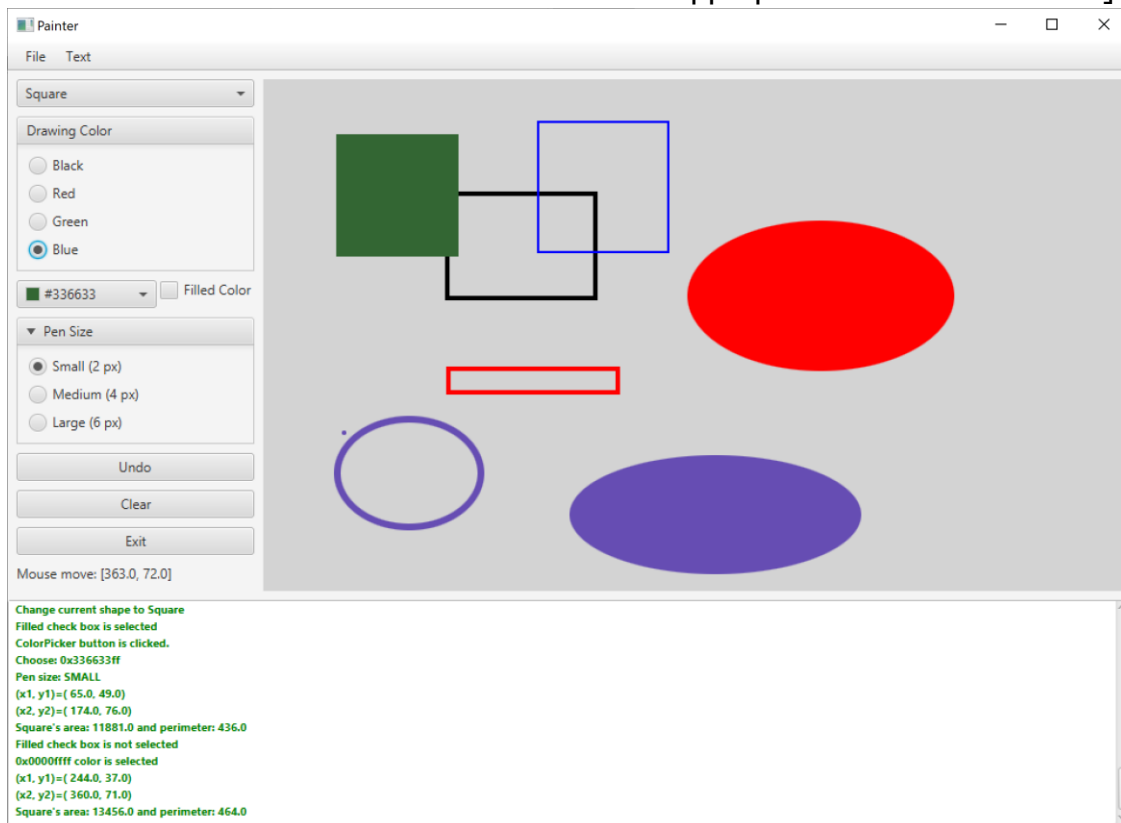 Painter
File Text
Square
Drawing Color
Black
Red
Green
Blue
#336633
Filled Color
Pen Size
Small (2 px)
Medium (4 px)
Large (6 px)
Undo
Clear
Exit
Mouse move: [363.0, 72.0]
Change current shape to Square
Filled check box is selected
ColorPicker button is clicked.
Choose: 0x336633ff
Pen size: SMALL
(x1, y1)=( 65.0, 49.0)
(x2, y2)=( 174.0, 76.0)
Square's area: 11881.0 and perimeter: 436.0
Filled check box is not selected
0x0000ffff color is selected
(x1, y1)=( 244.0, 37.0)
(x2, y2)=( 360.0, 71.0)
Square's area: 13456.0 and perimeter: 464.0